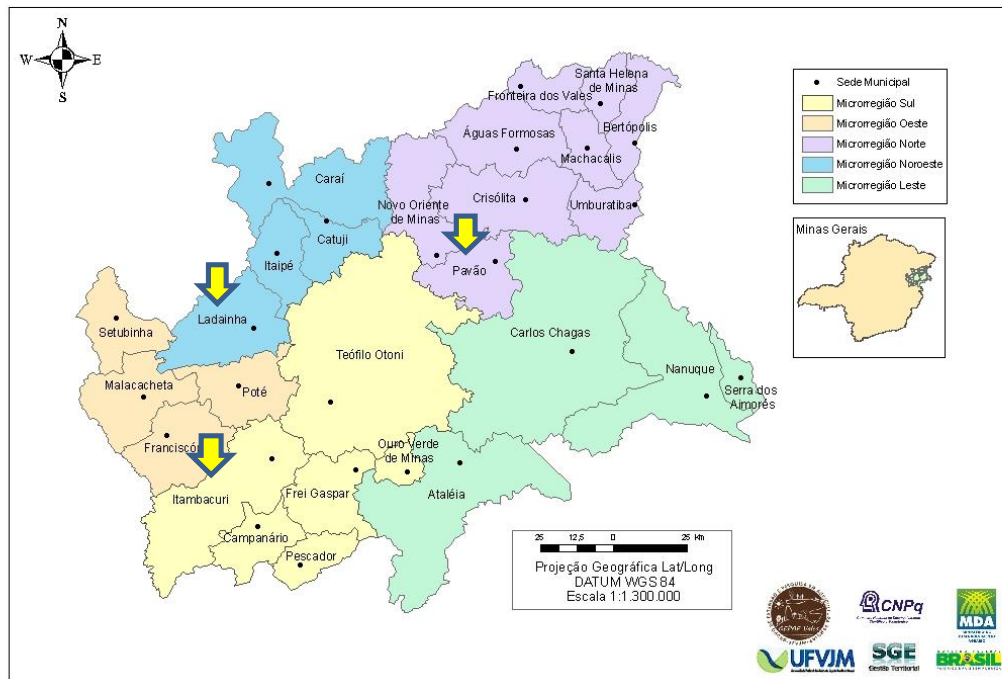 N
W E
S
Santa Helena
de Minas
Fronteira dos Vales
Águas Formosas
Bertópolis
Machacalis
Caraí
Novo Oriente
de Minas
Crisólita
Umburatiba
Catuji
Itaipé
Pavão
Ladainha
Setubinha
Carlos Chagas
Teófilo Otoni
Nanuque
Serra dos
Aimorés
Malacacheta
Poté
Franciscóp
Ouro Verde
de Minas
Itambacuri
Frei Gaspar
Ataléia
Campanário
Pescador
Sede Municipal
Microrregião Sul
Microrregião Oeste
Microrregião Norte
Microrregião Noroeste
Microrregião Leste
Minas Gerais
25 12,5 0 25 km
Projeção Geográfica Lat/Long
DATUM WGS 84
Escala 1:1.300.000
GEPAF Vales
CNPq
MDA
UFVJM
SGE
Gestão Territorial
BRASIL